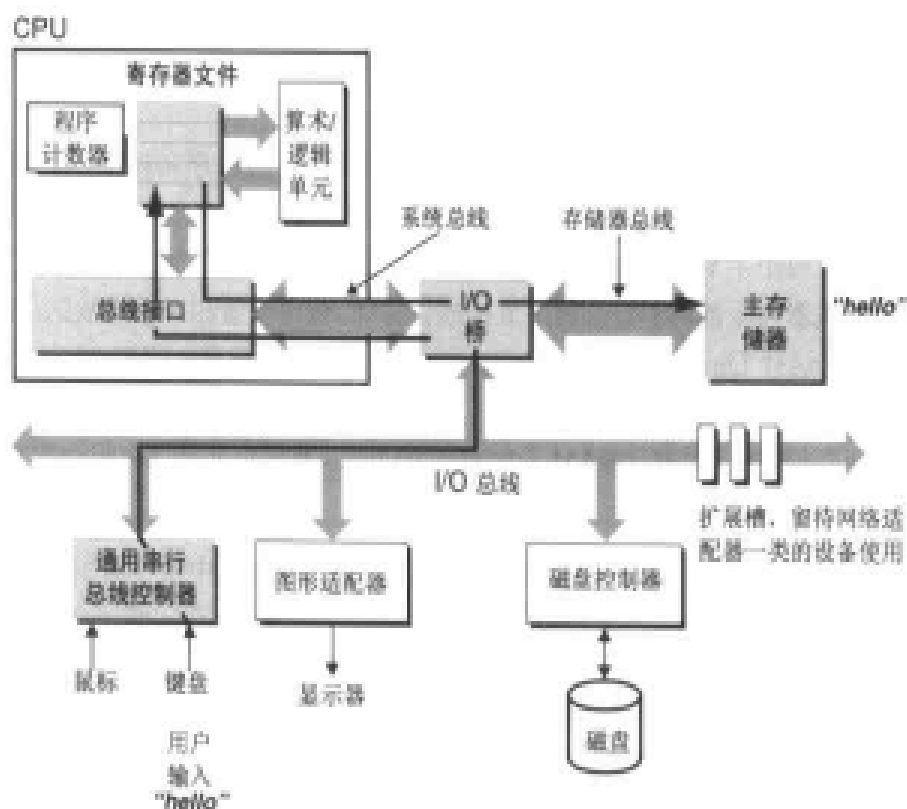 CPU
寄存器文件
程序
计数器
算术/
逻辑
单元
系统总线
存储器总线
总线接口
I/O
桥
主存
储器
"hello"
I/O 总线
扩展槽，留待网络适
配器一类的设备使用
通用串行
总线控制器
图形适配器
磁盘控制器
鼠标
键盘
显示器
磁盘
用户
输入
"hello"